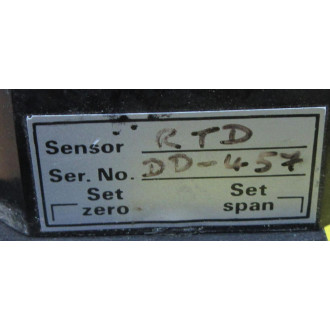 Sensor RTD
Ser. No. DD-457
Set Set
zero span